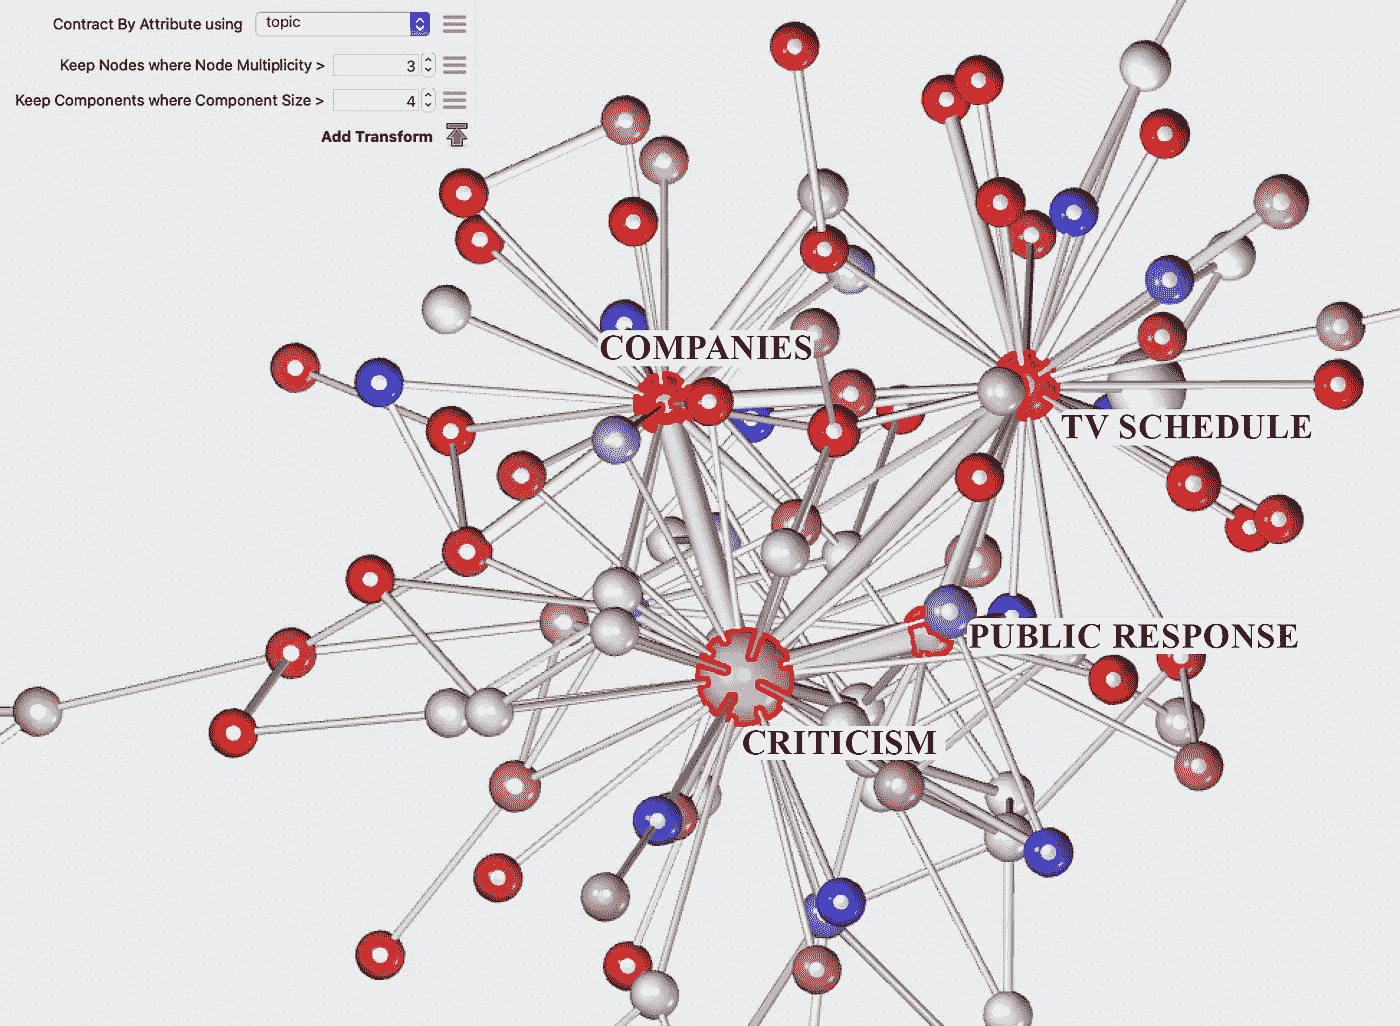 Contract By Attribute using topic
Keep Nodes where Node Multiplicity > 3
Keep Components where Component Size > 4
Add Transform
COMPANIES
TV SCHEDULE
PUBLIC RESPONSE
CRITICISM